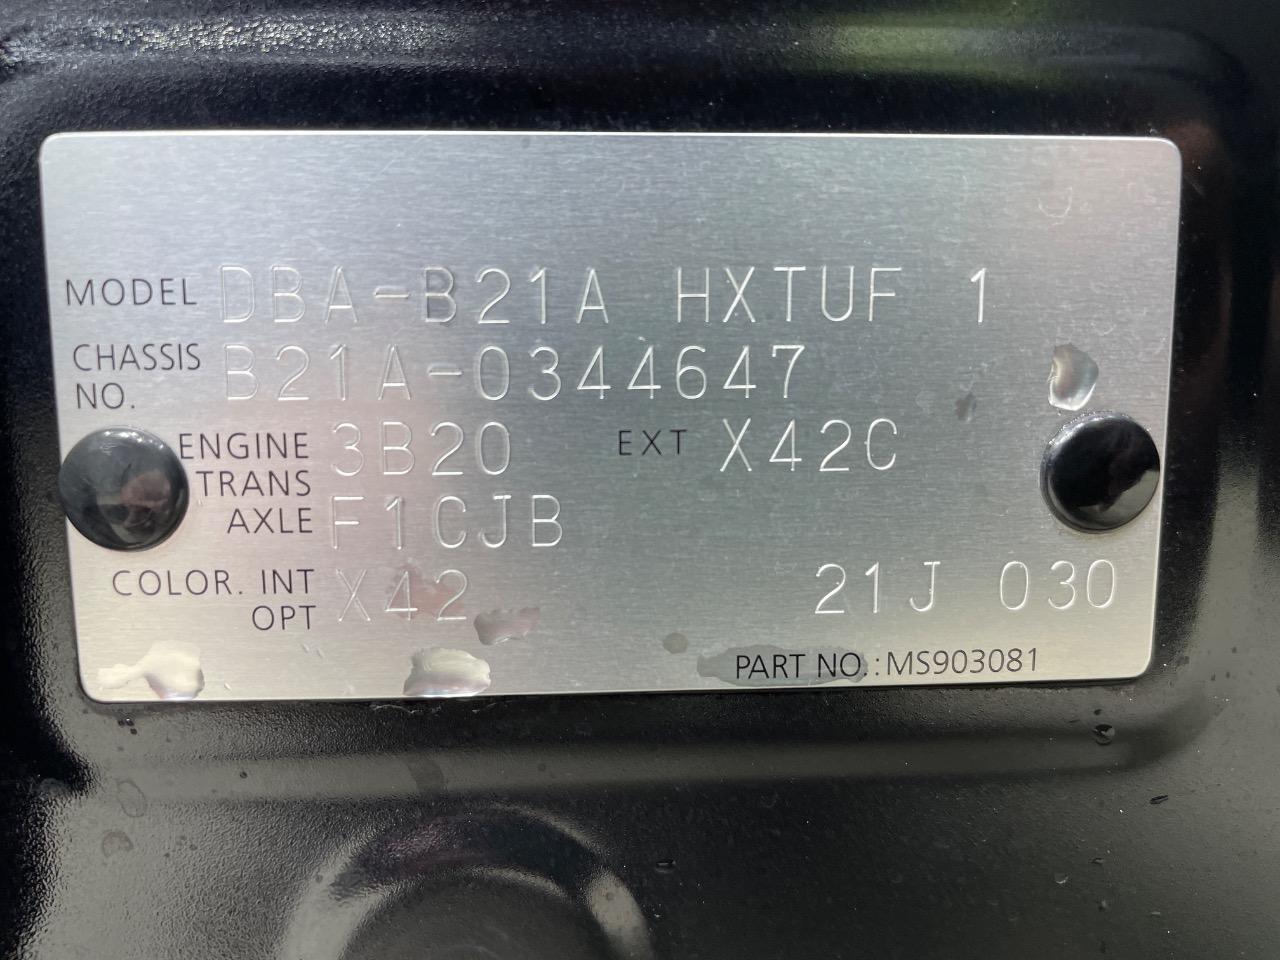 MODEL DBA-B21A HXTUF 1
CHASSIS NO. B21A-0344647
ENGINE 3B20 EXT X42C
TRANS AXLE F1CJB
COLOR. INT OPT X42 21J 030
PART NO.: MS903081